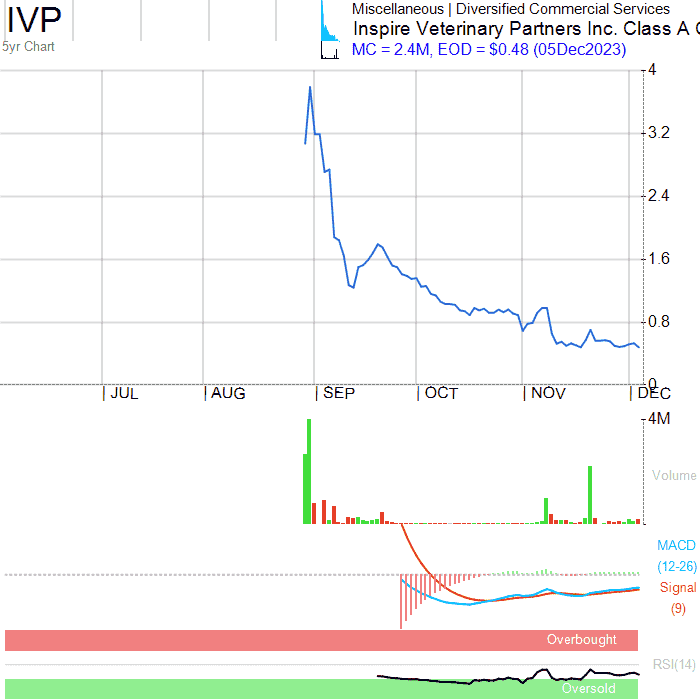 IVP
5yr Chart
Miscellaneous | Diversified Commercial Services
Inspire Veterinary Partners Inc. Class A C
MC = 2.4M, EOD = $0.48 (05Dec2023)
4
3.2
2.4
1.6
0.8
0
JUL AUG SEP OCT NOV DEC
4M
Volume
MACD
(12-26)
Signal
(9)
Overbought
RSI(14)
Oversold